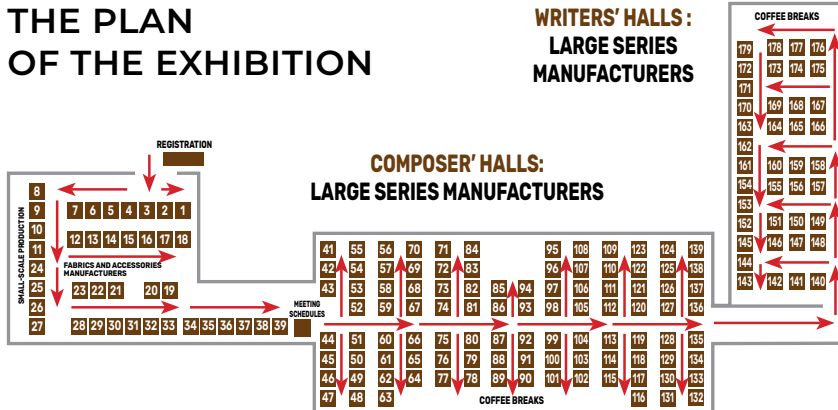 THE PLAN
OF THE EXHIBITION
WRITERS' HALLS :
LARGE SERIES
MANUFACTURERS
COFFEE BREAKS
179 178 177 176
172 173 174 175
171
170 169 168 167
163 164 165 166
162
161 160 159 158
154 155 156 157
153
152 151 150 149
145 146 147 148
144
143 142 141 140
REGISTRATION
COMPOSER' HALLS:
LARGE SERIES MANUFACTURERS
SMALL-SCALE PRODUCTION
8
9 7 6 5 4 3 2 1
10
11 12 13 14 15 16 17 18
FABRICS AND ACCESSORIES
MANUFACTURERS
24
25 23 22 21 20 19
26
27 28 29 30 31 32 33 34 35 36 37 38 39
MEETING
SCHEDULES
41 55 56 70 71 84 95 108 109 123 124 139
42 54 57 69 72 83 96 107 110 122 125 138
43 53 58 68 73 82 85 94 97 106 111 121 126 137
52 59 67 74 81 86 93 98 105 112 120 127 136
44 51 60 66 75 80 87 92 99 104 113 119 128 135
45 50 61 65 76 79 88 91 100 103 114 118 129 134
46 49 62 64 77 78 89 90 101 102 115 117 130 133
47 48 63 116 131 132
COFFEE BREAKS